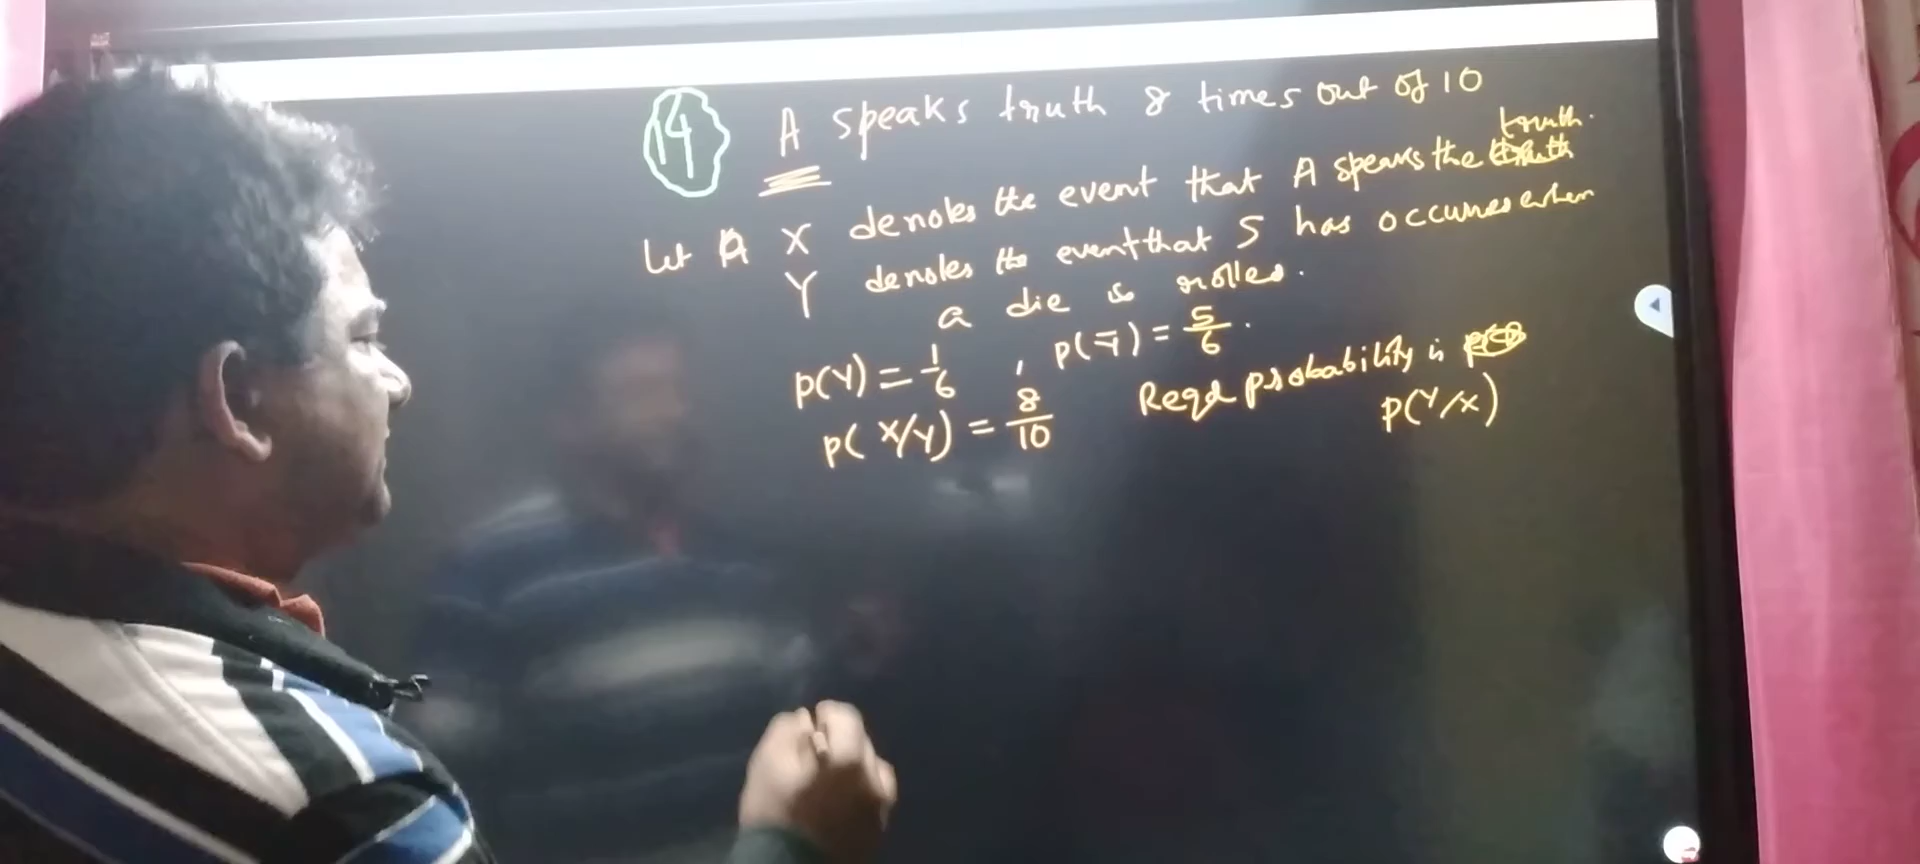 14 A speaks truth 8 times out of 10
truth.
Let A X denotes the event that A speaks the truth
Y denotes the event that 5 has occurred when
a die is rolled.
P(Y) = 1/6 , P(Ȳ) = 5/6 .
P(X/Y) = 8/10 Reqd probability is
P(Y/X)